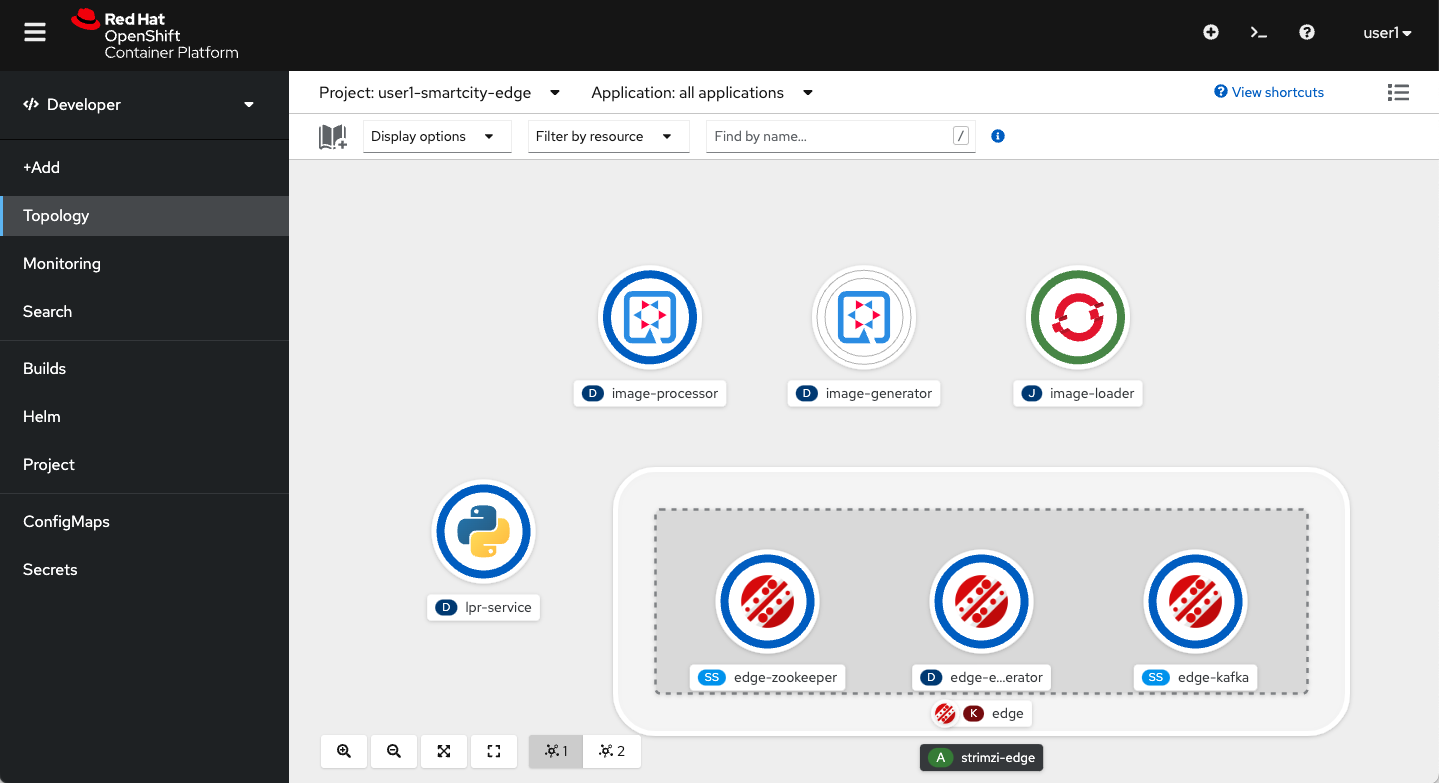 Red Hat
OpenShift
Container Platform
user1
Developer
Project: user1-smartcity-edge
Application: all applications
View shortcuts
Display options
Filter by resource
Find by name...
/
+Add
Topology
Monitoring
Search
Builds
Helm
Project
ConfigMaps
Secrets
D image-processor
D image-generator
J image-loader
D lpr-service
SS edge-zookeeper
D edge-e...erator
SS edge-kafka
K edge
A strimzi-edge
1
2